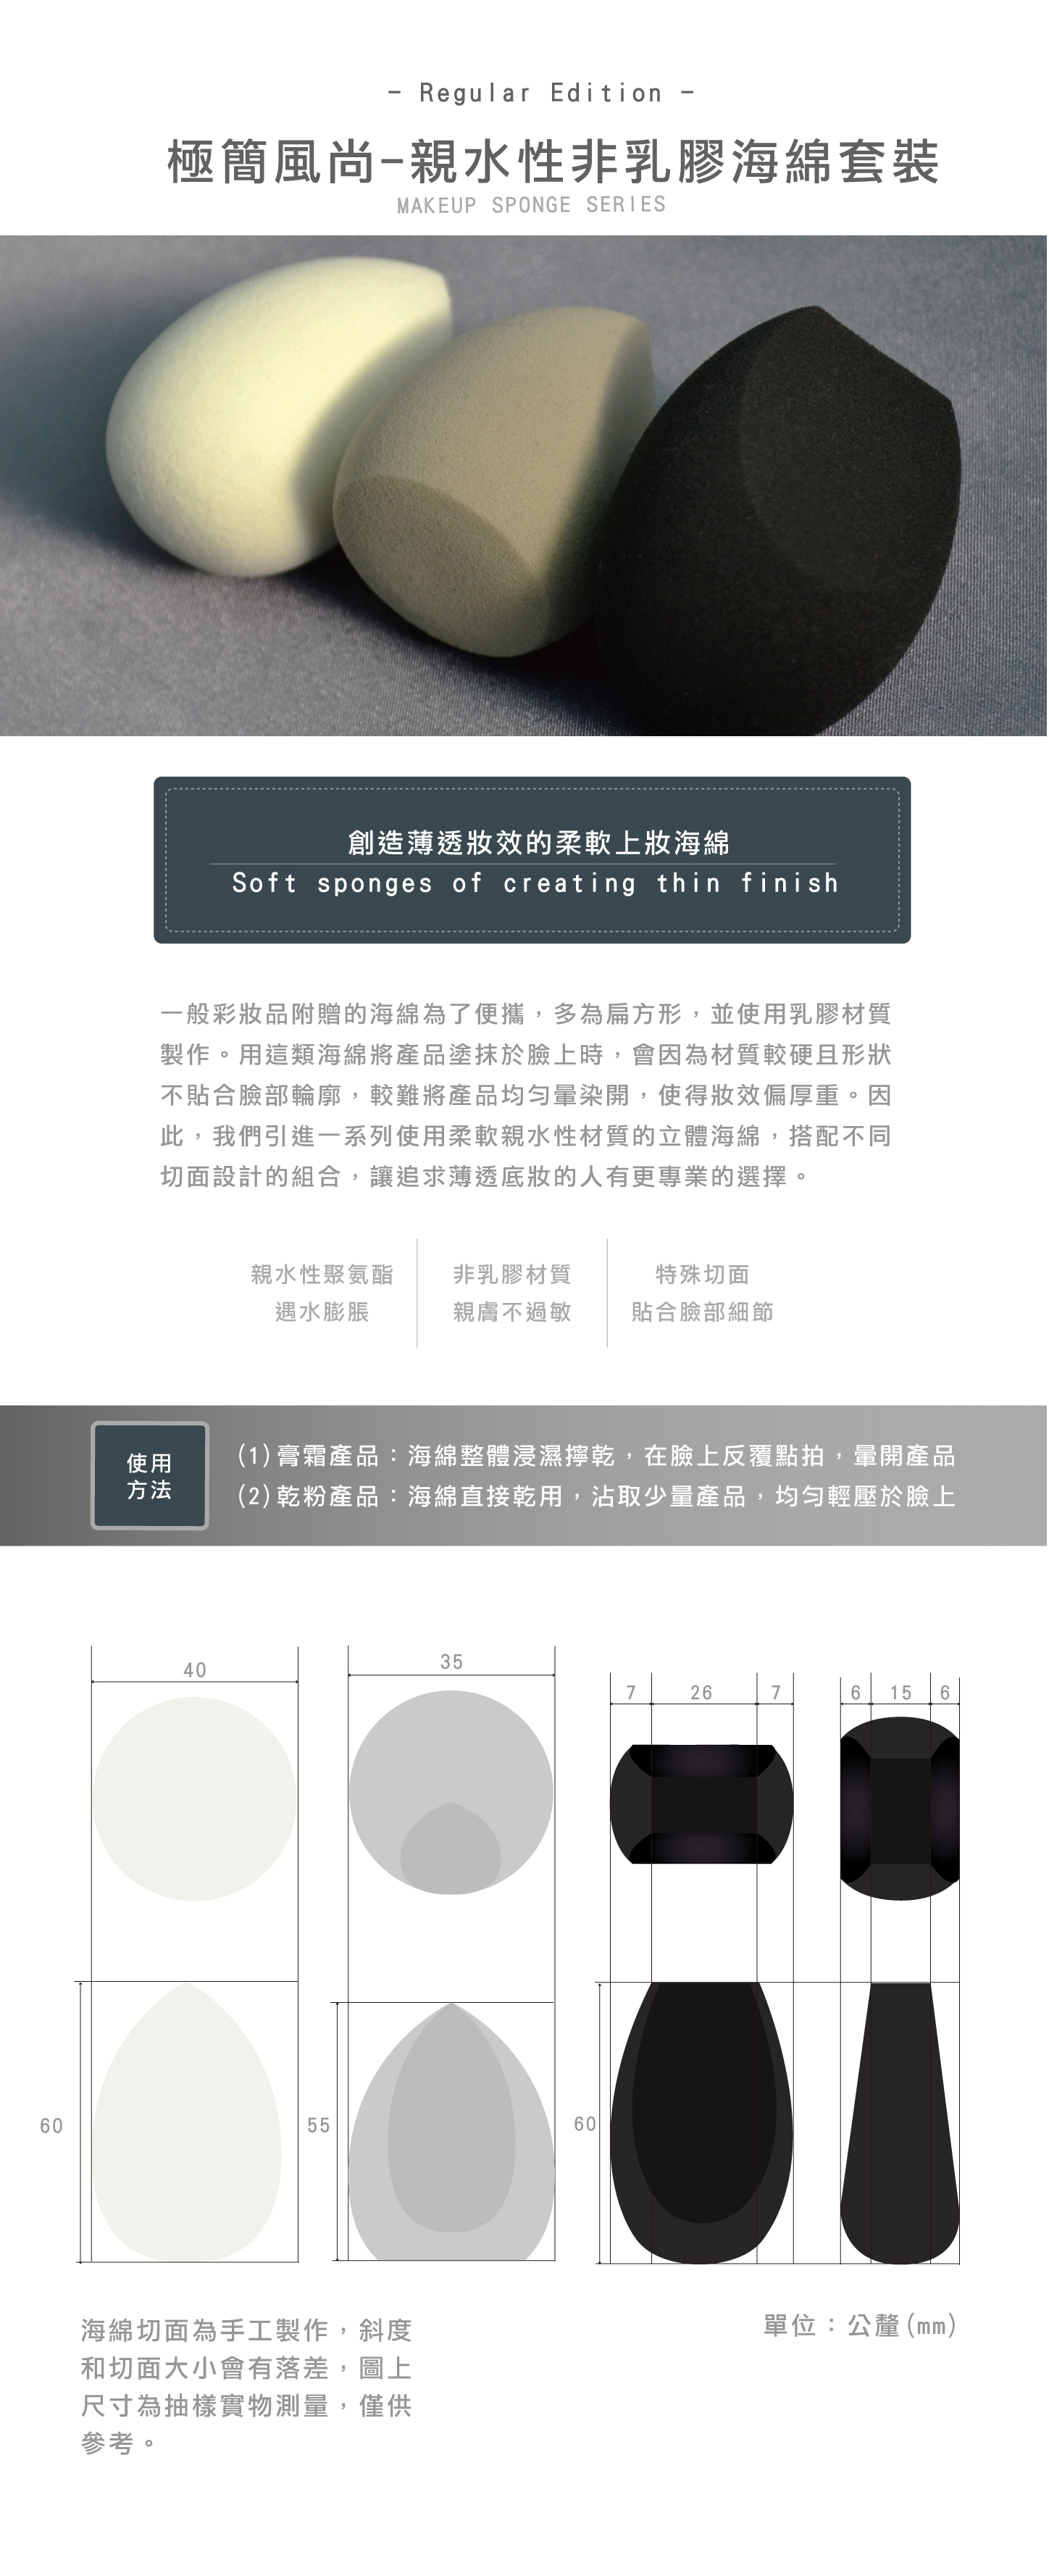 - Regular Edition -
極簡風尚-親水性非乳膠海綿套裝
MAKEUP SPONGE SERIES
創造薄透妝效的柔軟上妝海綿
Soft sponges of creating thin finish
一般彩妝品附贈的海綿為了便攜，多為扁方形，並使用乳膠材質
製作。用這類海綿將產品塗抹於臉上時，會因為材質較硬且形狀
不貼合臉部輪廓，較難將產品均勻暈染開，使得妝效偏厚重。因
此，我們引進一系列使用柔軟親水性材質的立體海綿，搭配不同
切面設計的組合，讓追求薄透底妝的人有更專業的選擇。
親水性聚氨酯
遇水膨脹
非乳膠材質
親膚不過敏
特殊切面
貼合臉部細節
使用
方法
(1)膏霜產品：海綿整體浸濕擰乾，在臉上反覆點拍，暈開產品
(2)乾粉產品：海綿直接乾用，沾取少量產品，均勻輕壓於臉上
40
35
7 26 7
6 15 6
60
55
60
海綿切面為手工製作，斜度
和切面大小會有落差，圖上
尺寸為抽樣實物測量，僅供
參考。
單位：公釐(mm)